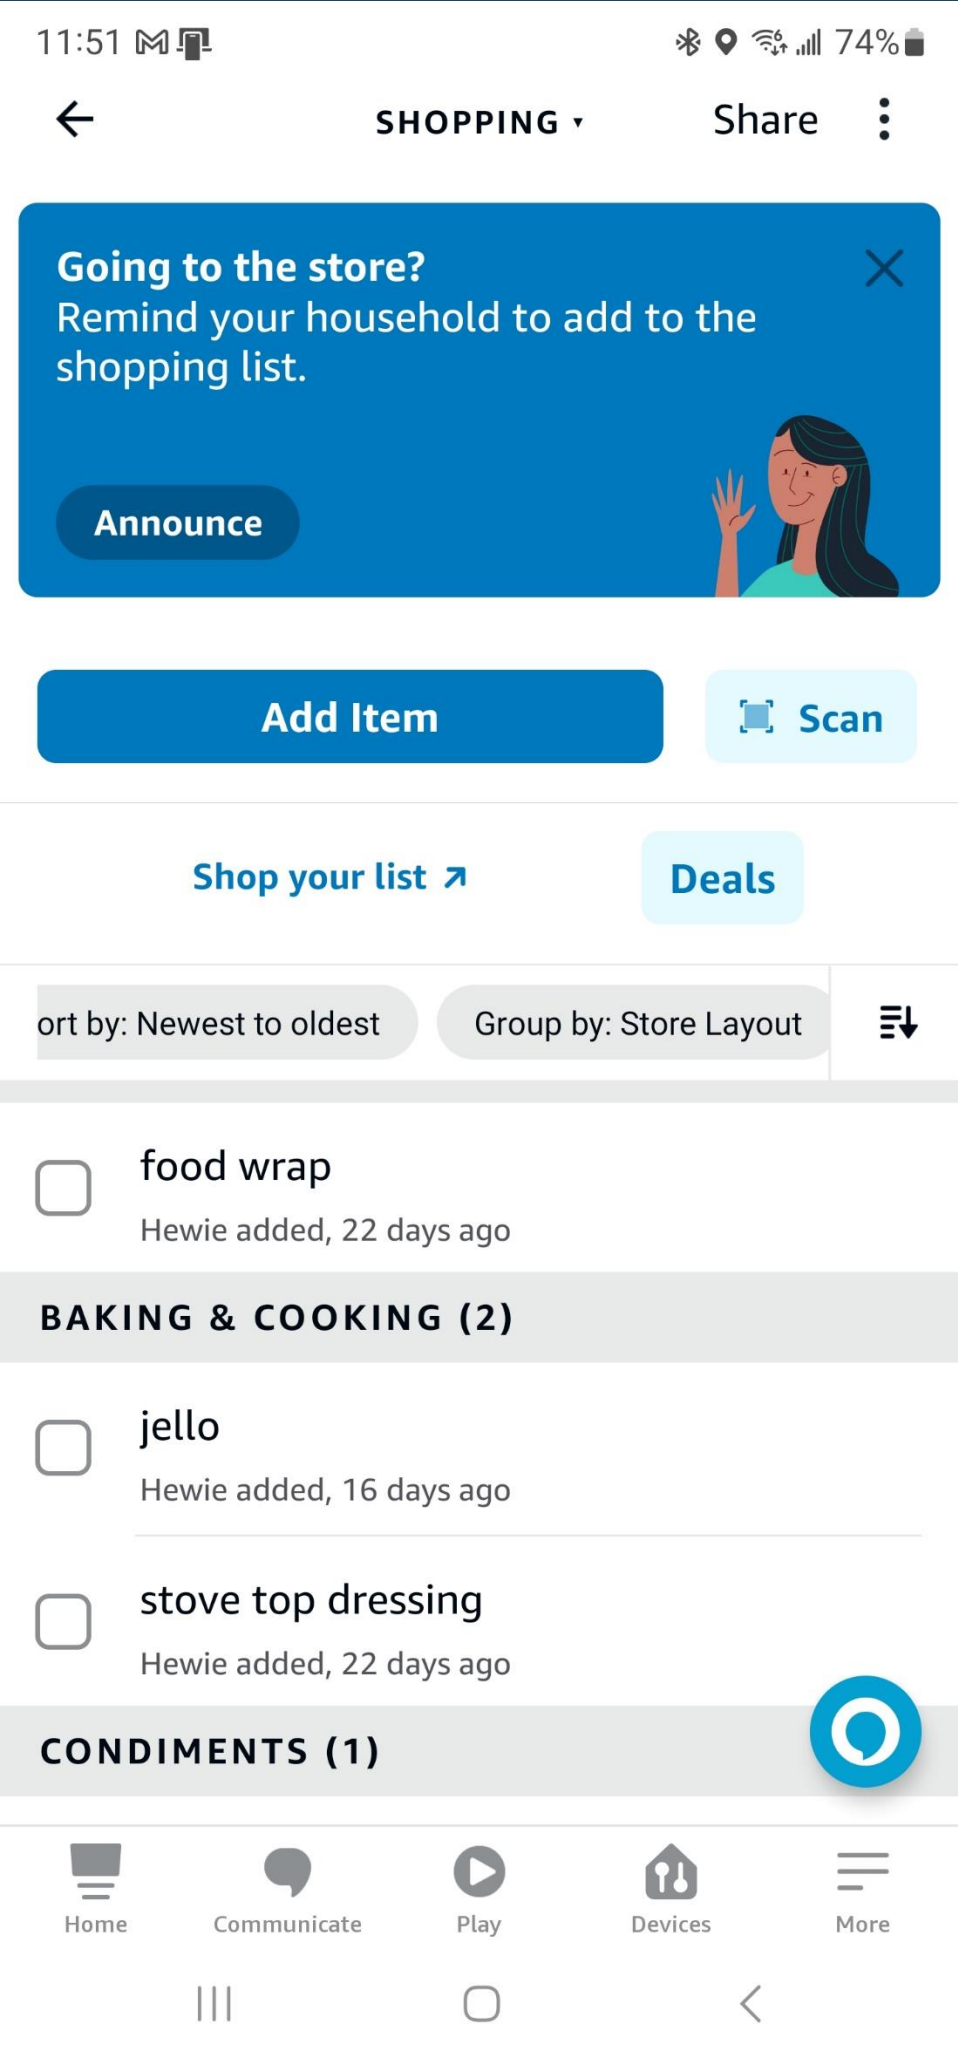 11:51 74%
SHOPPING ▾ Share
Going to the store?
Remind your household to add to the
shopping list.
Announce
Add Item Scan
Shop your list Deals
ort by: Newest to oldest Group by: Store Layout
food wrap
Hewie added, 22 days ago
BAKING & COOKING (2)
jello
Hewie added, 16 days ago
stove top dressing
Hewie added, 22 days ago
CONDIMENTS (1)
Home Communicate Play Devices More